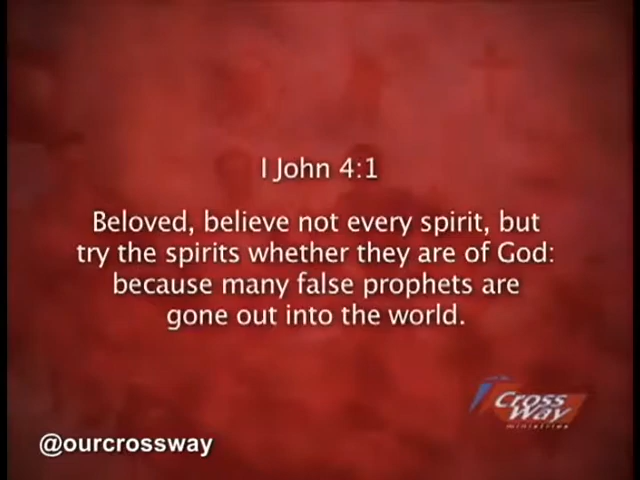 I John 4:1
Beloved, believe not every spirit, but
try the spirits whether they are of God:
because many false prophets are
gone out into the world.
Cross
Way
ministries
@ourcrossway